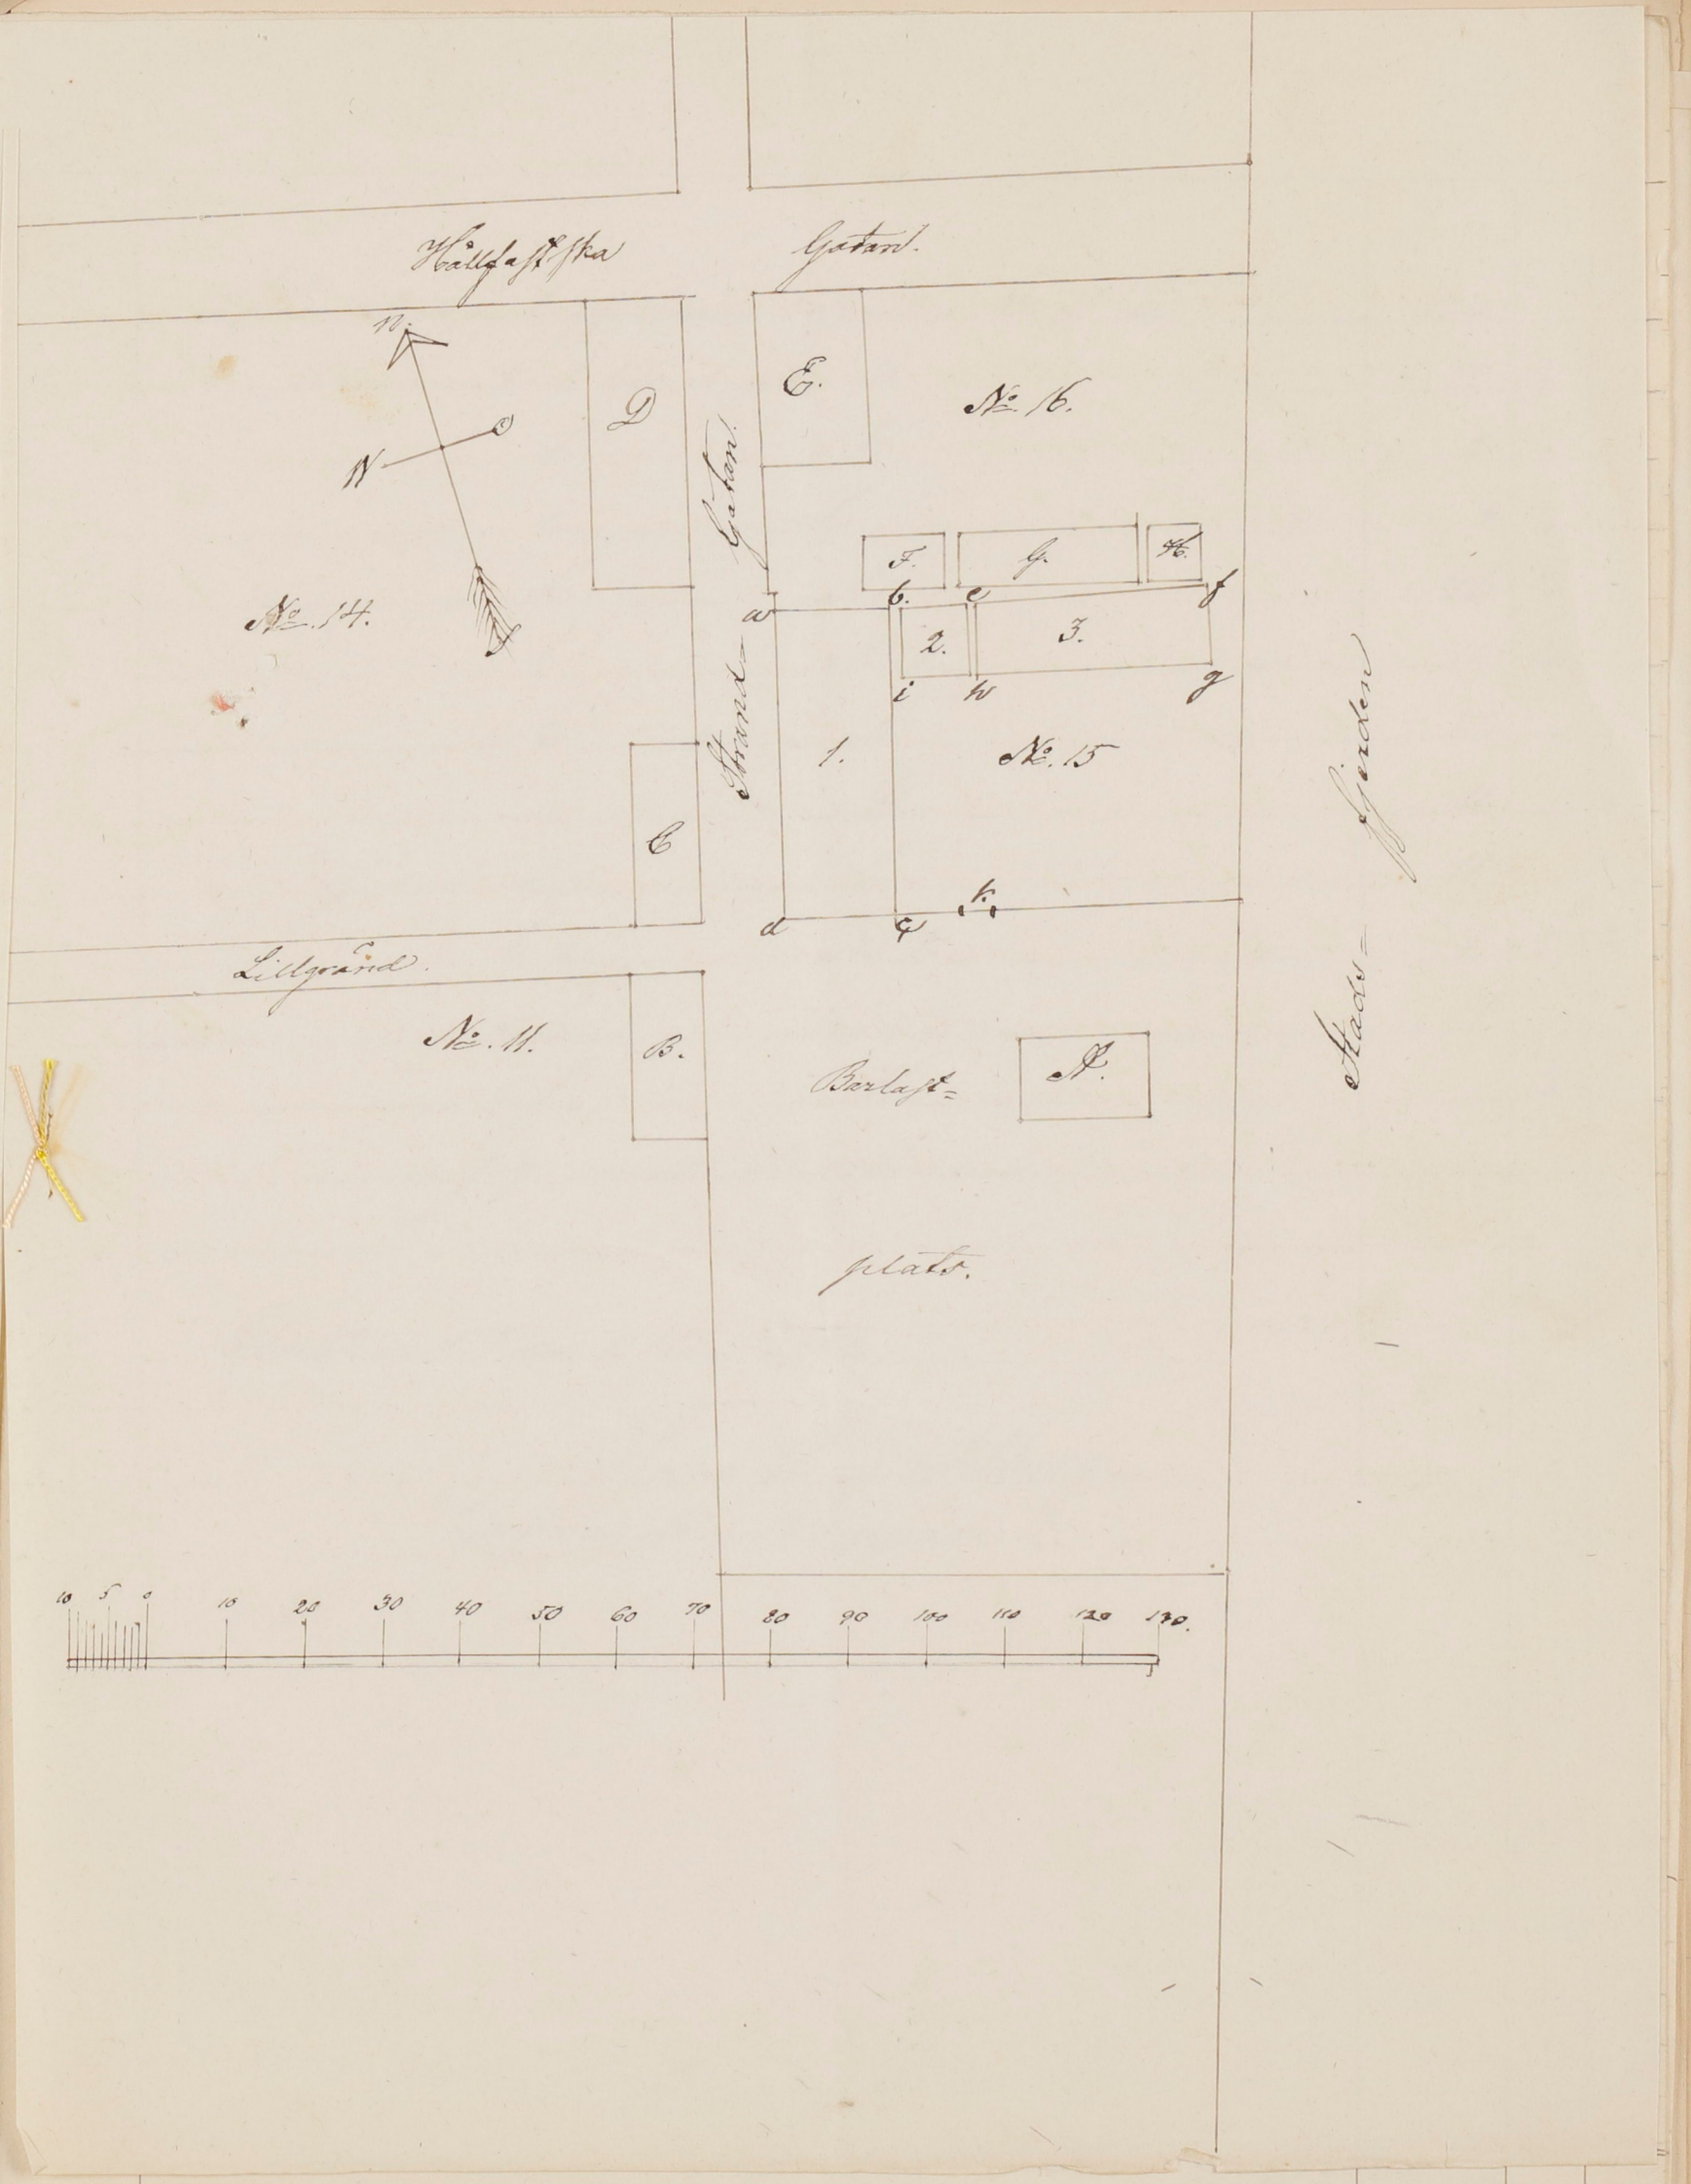 Hållfastska Gatan.
n.
O
W
D
E.
No. 16.
Strand= Gatan.
F.
G.
H.
No. 14.
a
b.
e
f
2.
3.
i
h
g
1.
No. 15
C
k.
d
c
Stads= fjerden
Lillgränd.
No. 11.
B.
Barlast=
A.
plats.
10 5 0 10 20 30 40 50 60 70 80 90 100 110 120 130.